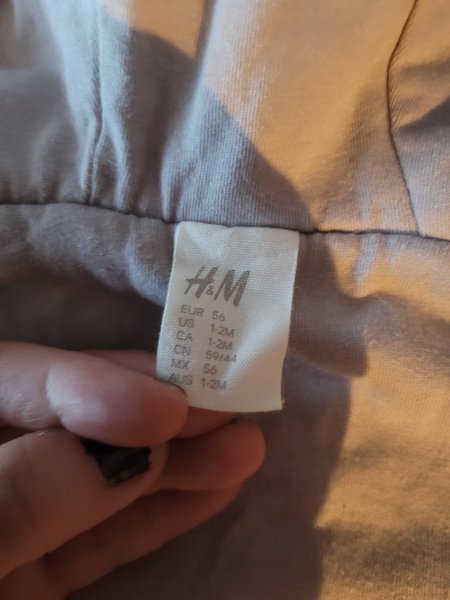 H&M
EUR 56
US 1-2M
CA 1-2M
CN 59/44
MX 56
AUS 1-2M